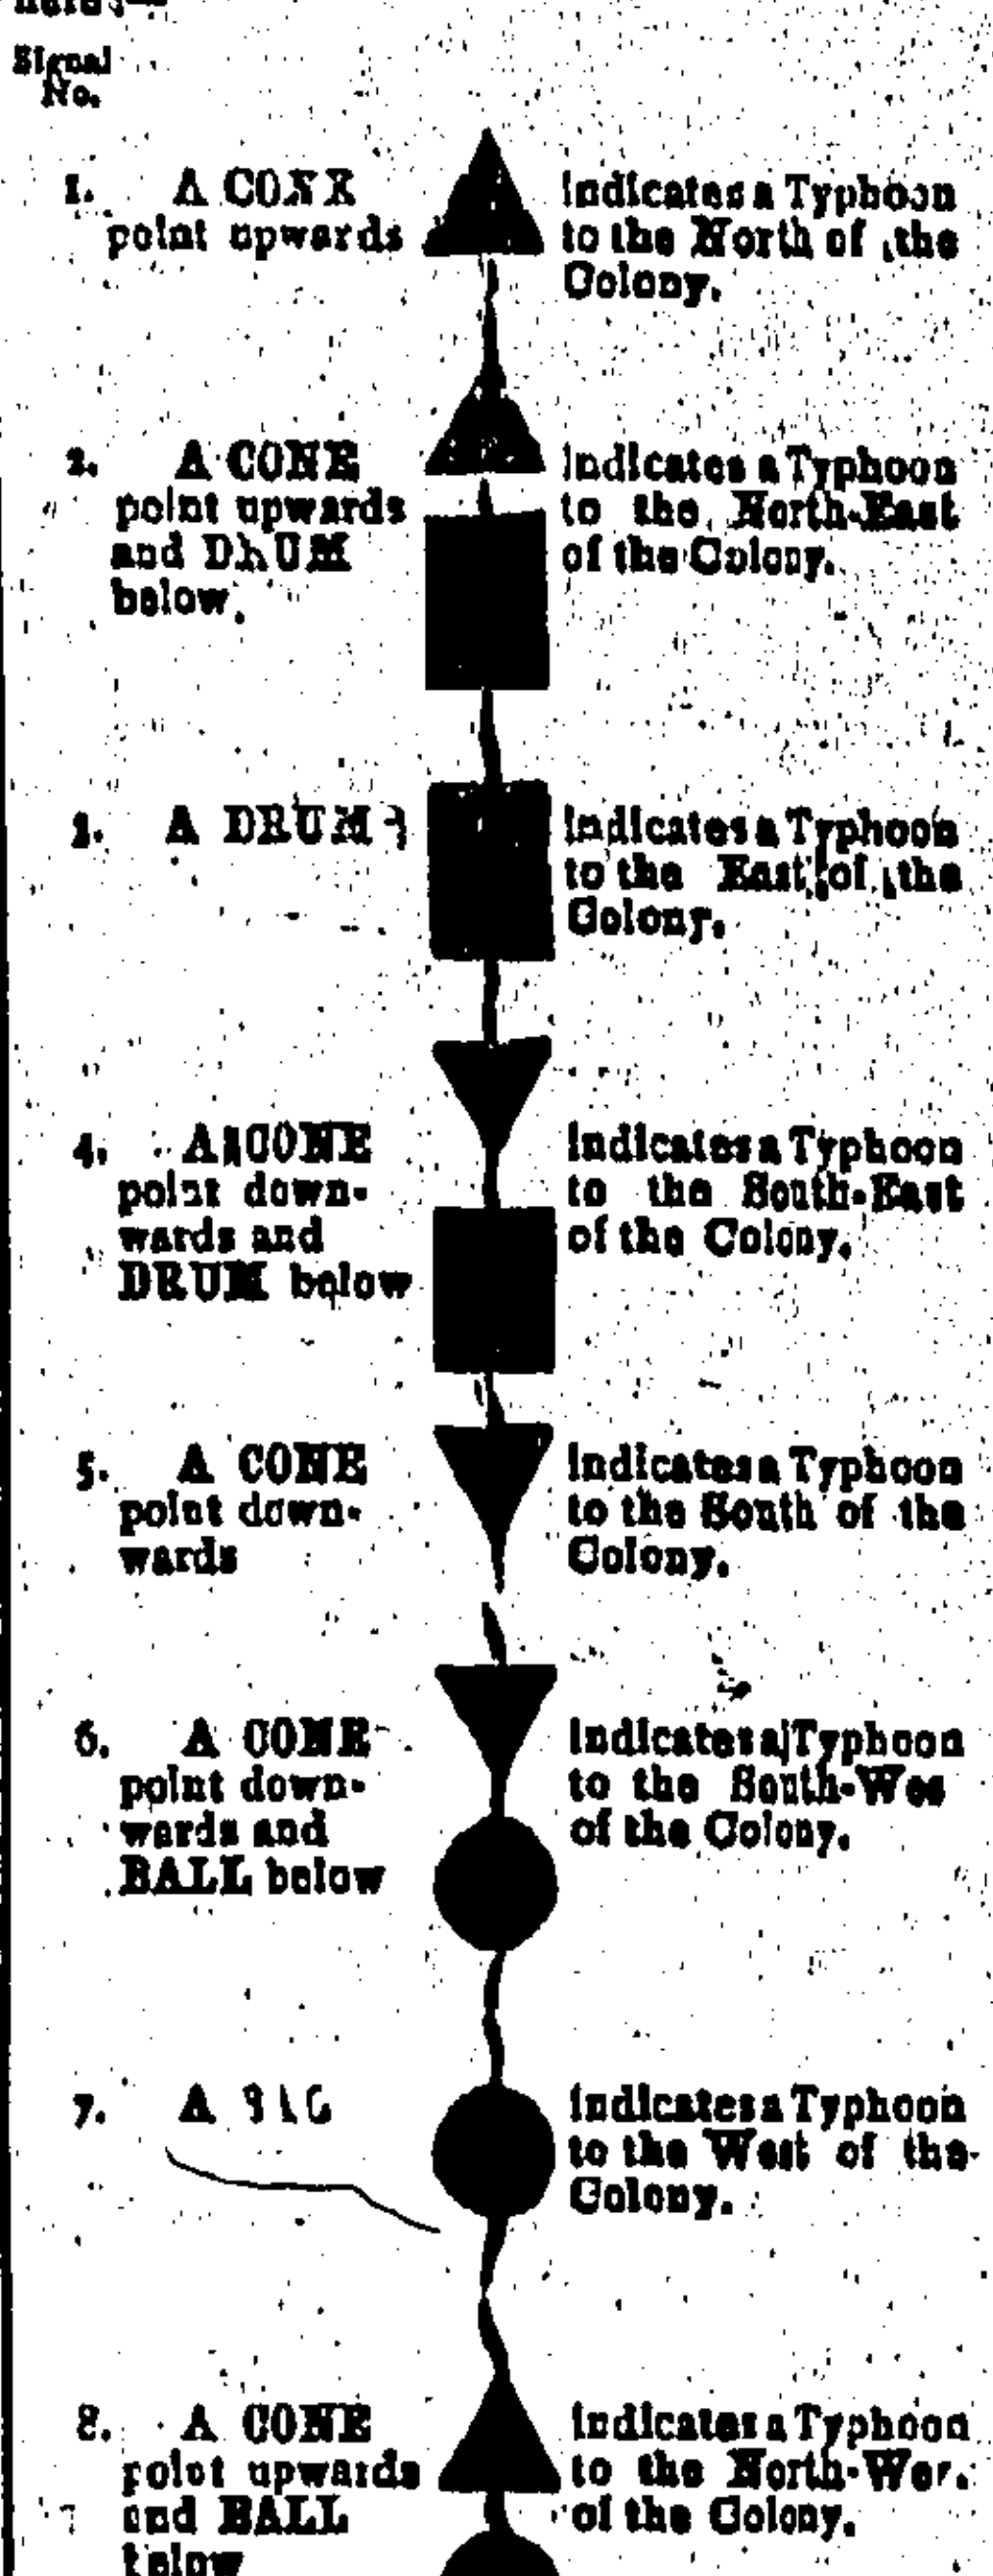 Signal
No.
1. A CONE
point upwards
Indicates a Typhoon
to the North of the
Colony.
2. A CONE
point upwards
and DRUM
below.
Indicates a Typhoon
to the North-East
of the Colony.
3. A DRUM
Indicates a Typhoon
to the East of the
Colony.
4. A CONE
point down-
wards and
DRUM below
Indicates a Typhoon
to the South-East
of the Colony.
5. A CONE
point down-
wards
Indicates a Typhoon
to the South of the
Colony.
6. A CONE
point down-
wards and
BALL below
Indicates a Typhoon
to the South-Wes
of the Colony.
7. A
Indicates a Typhoon
to the West of the
Colony.
8. A CONE
point upwards
and BALL
below
Indicates a Typhoon
to the North-Wes
of the Colony.